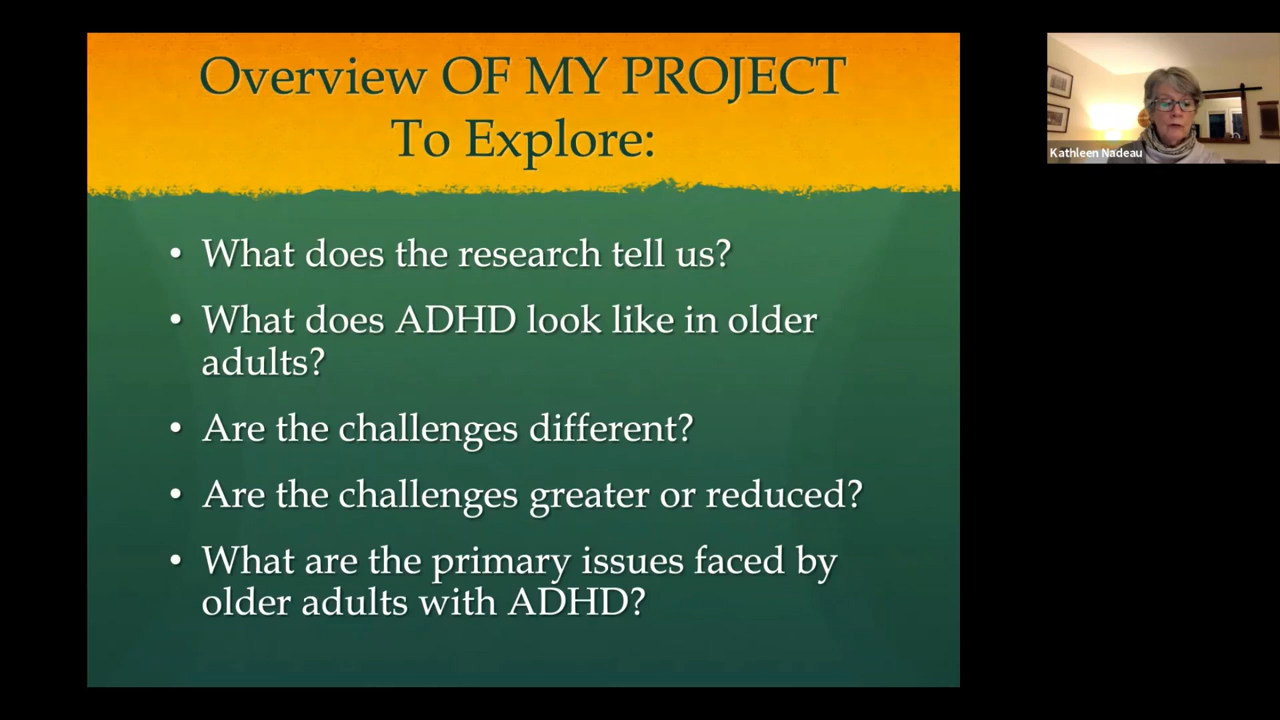 Overview OF MY PROJECT
To Explore:
• What does the research tell us?
• What does ADHD look like in older
adults?
• Are the challenges different?
• Are the challenges greater or reduced?
• What are the primary issues faced by
older adults with ADHD?
Kathleen Nadeau